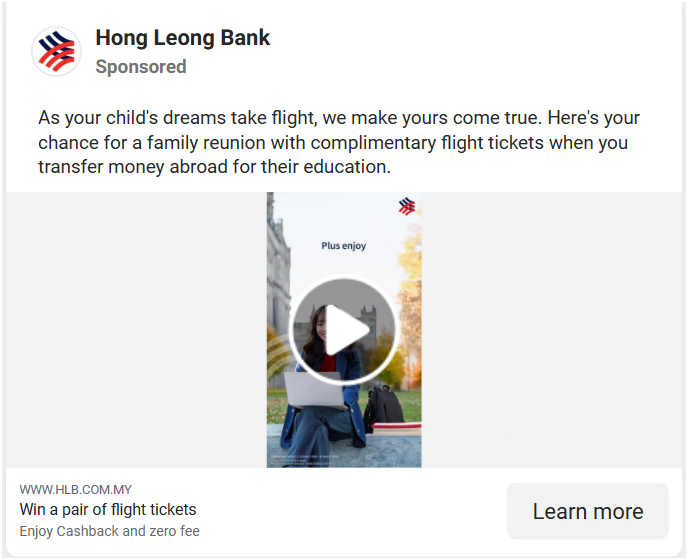 Hong Leong Bank
Sponsored
As your child's dreams take flight, we make yours come true. Here's your
chance for a family reunion with complimentary flight tickets when you
transfer money abroad for their education.
Plus enjoy
WWW.HLB.COM.MY
Win a pair of flight tickets
Enjoy Cashback and zero fee
Learn more